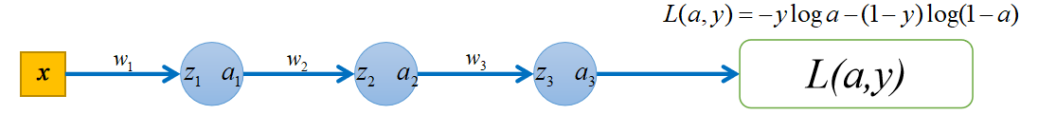 L(a,y) = −y log a − (1− y) log(1− a)
x w₁ z₁ a₁ w₂ z₂ a₂ w₃ z₃ a₃ L(a,y)